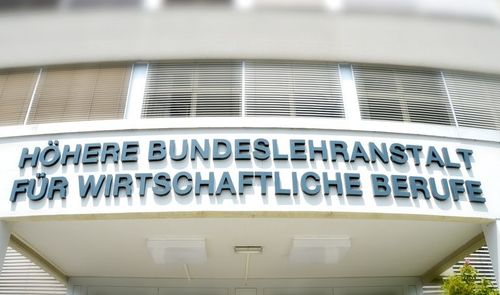 HÖHERE BUNDESLEHRANSTALT
FÜR WIRTSCHAFTLICHE BERUFE